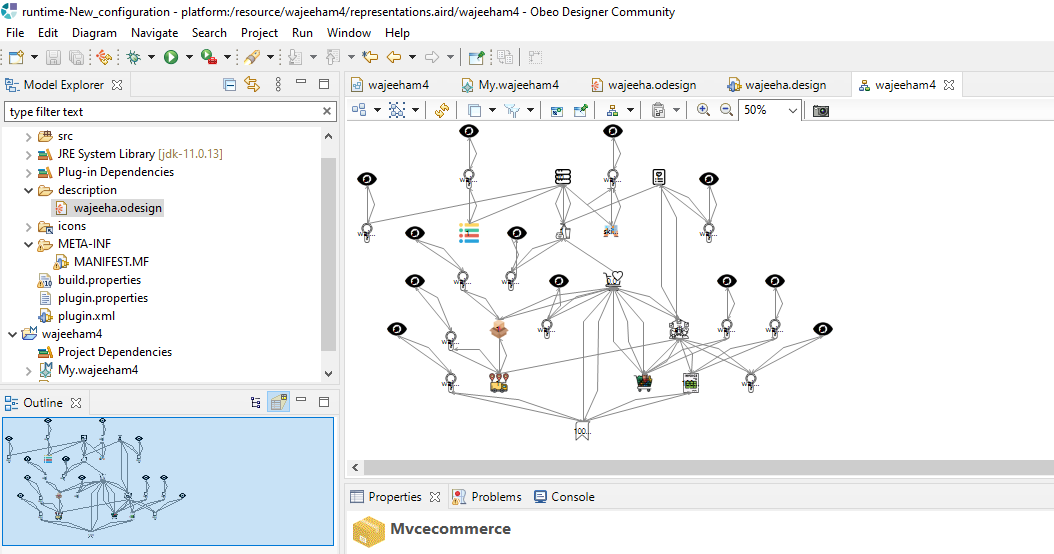 runtime-New_configuration - platform:/resource/wajeeham4/representations.aird/wajeeham4 - Obeo Designer Community
File Edit Diagram Navigate Search Project Run Window Help
Model Explorer
wajeeham4
My.wajeeham4
wajeeha.odesign
wajeeha.design
wajeeham4
type filter text
50%
src
JRE System Library [jdk-11.0.13]
Plug-in Dependencies
description
wajeeha.odesign
icons
META-INF
MANIFEST.MF
build.properties
plugin.properties
plugin.xml
wajeeham4
Project Dependencies
My.wajeeham4
Outline
100...
Properties
Problems
Console
Mvcecommerce